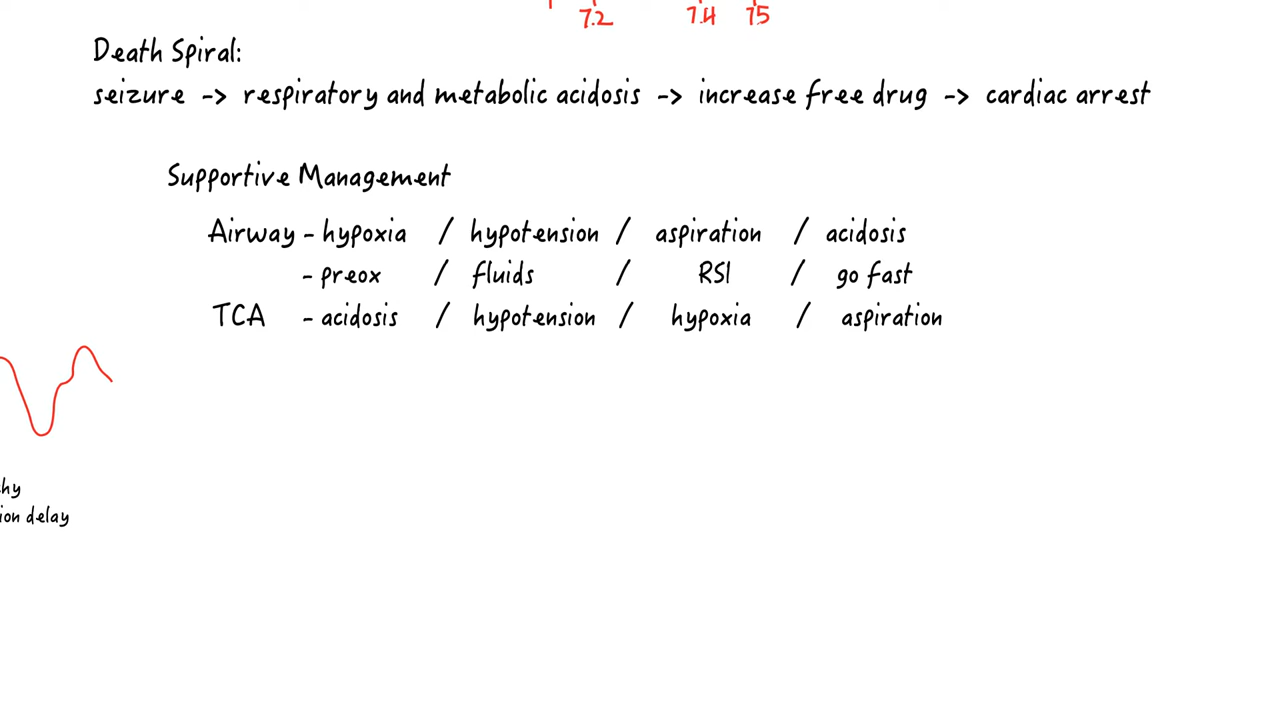 7.2 7.4 7.5
Death Spiral:
seizure -> respiratory and metabolic acidosis -> increase free drug -> cardiac arrest
Supportive Management
Airway - hypoxia / hypotension / aspiration / acidosis
- preox / fluids / RSI / go fast
TCA - acidosis / hypotension / hypoxia / aspiration
hy
ion delay